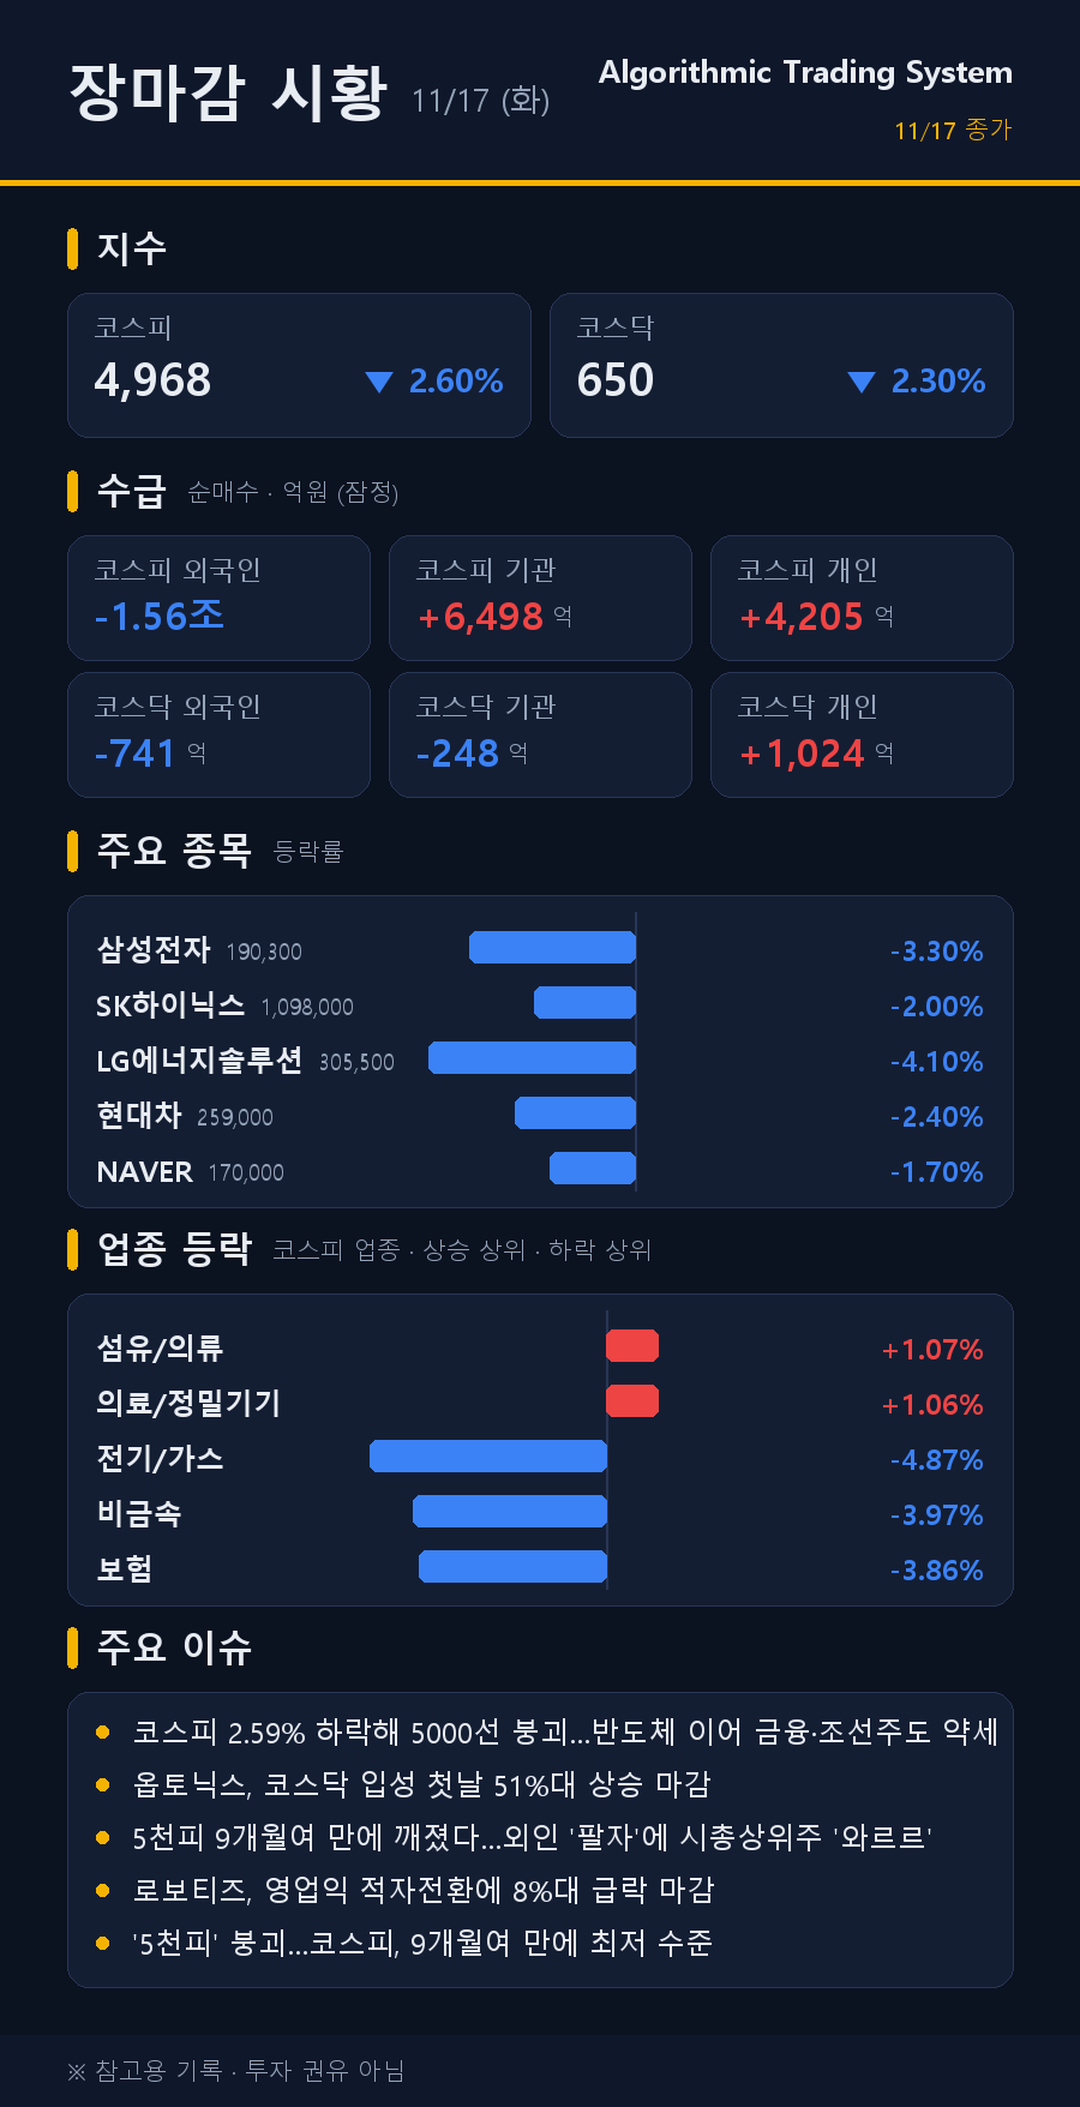 장마감 시황 11/17 (화)
Algorithmic Trading System
11/17 종가
지수
코스피
4,968 ▼ 2.60%
코스닥
650 ▼ 2.30%
수급 순매수 · 억원 (잠정)
코스피 외국인
-1.56조
코스피 기관
+6,498 억
코스피 개인
+4,205 억
코스닥 외국인
-741 억
코스닥 기관
-248 억
코스닥 개인
+1,024 억
주요 종목 등락률
삼성전자 190,300 -3.30%
SK하이닉스 1,098,000 -2.00%
LG에너지솔루션 305,500 -4.10%
현대차 259,000 -2.40%
NAVER 170,000 -1.70%
업종 등락 코스피 업종 · 상승 상위 · 하락 상위
섬유/의류 +1.07%
의료/정밀기기 +1.06%
전기/가스 -4.87%
비금속 -3.97%
보험 -3.86%
주요 이슈
코스피 2.59% 하락해 5000선 붕괴…반도체 이어 금융·조선주도 약세
옵토닉스, 코스닥 입성 첫날 51%대 상승 마감
5천피 9개월여 만에 깨졌다…외인 '팔자'에 시총상위주 '와르르'
로보티즈, 영업익 적자전환에 8%대 급락 마감
'5천피' 붕괴…코스피, 9개월여 만에 최저 수준
※ 참고용 기록 · 투자 권유 아님